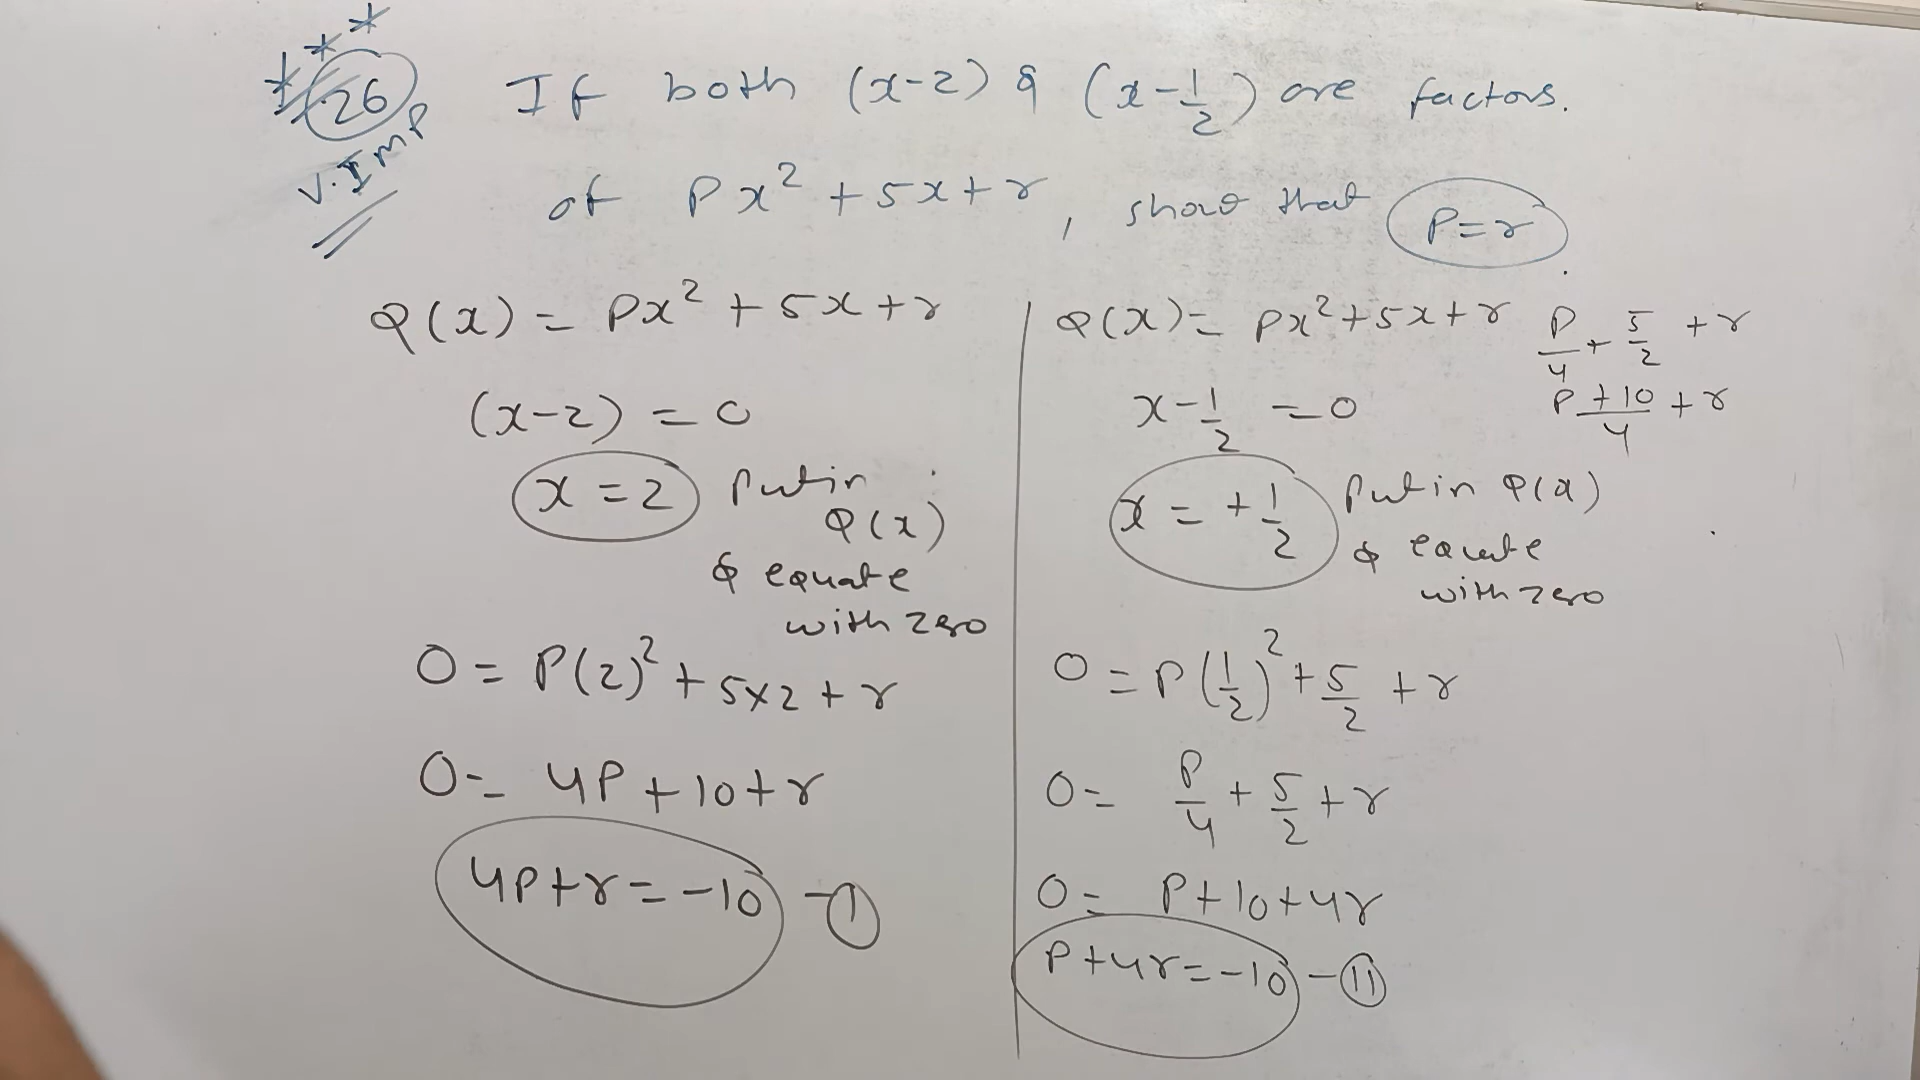 *** 26 If both (x-2) & (x-1/2) are factors.
V.IMP
of Px² + 5x + r, show that P=r
Q(x) = Px² + 5x + r
(x-2) = 0
x = 2 Put in
Q(x)
& equate
with zero
0 = P(2)² + 5x2 + r
0 = 4P + 10 + r
4P + r = -10 - ①
Q(x) = Px² + 5x + r
P/4 + 5/2 + r
x - 1/2 = 0
P + 10/4 + r
x = + 1/2 Put in Q(x)
& equate
with zero
0 = P(1/2)² + 5/2 + r
0 = P/4 + 5/2 + r
0 = P + 10 + 4r
P + 4r = -10 - ⑪